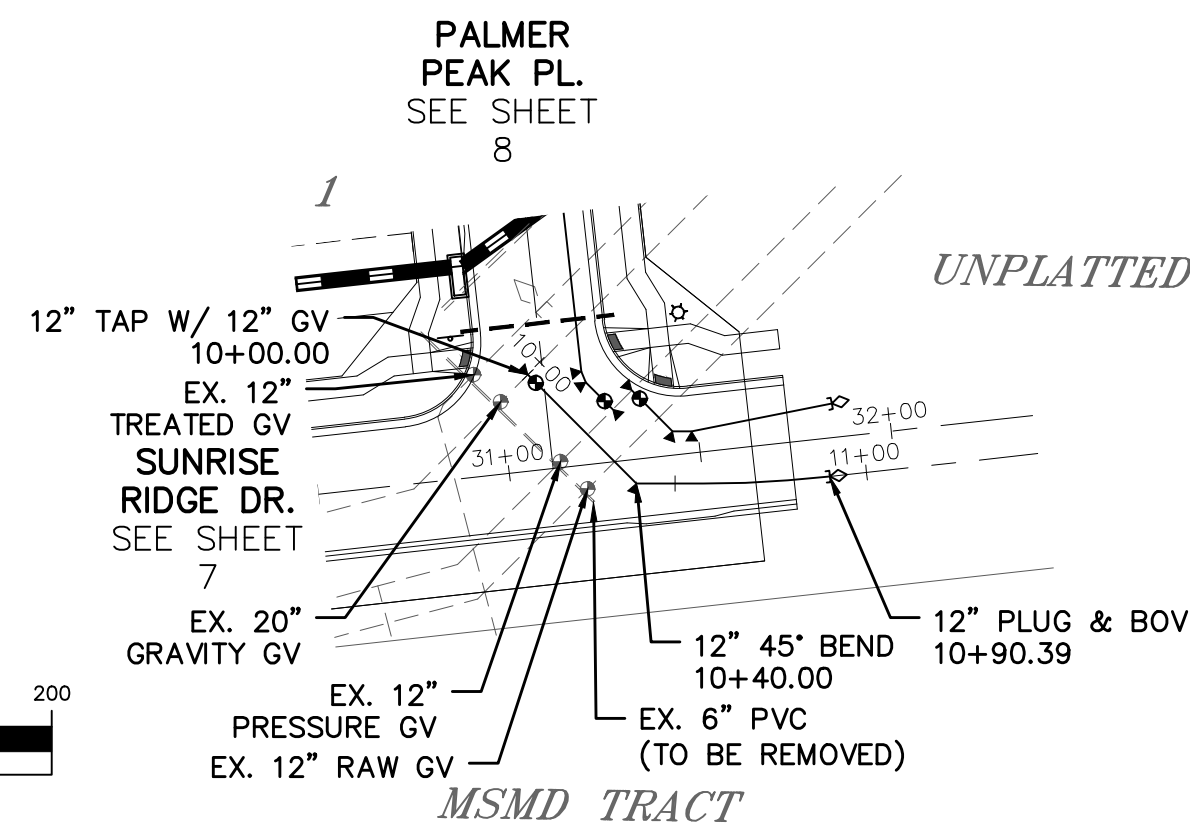 PALMER
PEAK PL.
SEE SHEET
8
1
UNPLATTED
12" TAP W/ 12" GV
10+00.00
10+00
EX. 12"
TREATED GV
32+00
31+00
11+00
SUNRISE
RIDGE DR.
SEE SHEET
7
EX. 20"
GRAVITY GV
12" PLUG & BOV
10+90.39
12" 45° BEND
10+40.00
EX. 12"
PRESSURE GV
EX. 6" PVC
(TO BE REMOVED)
EX. 12" RAW GV
200
MSMD TRACT